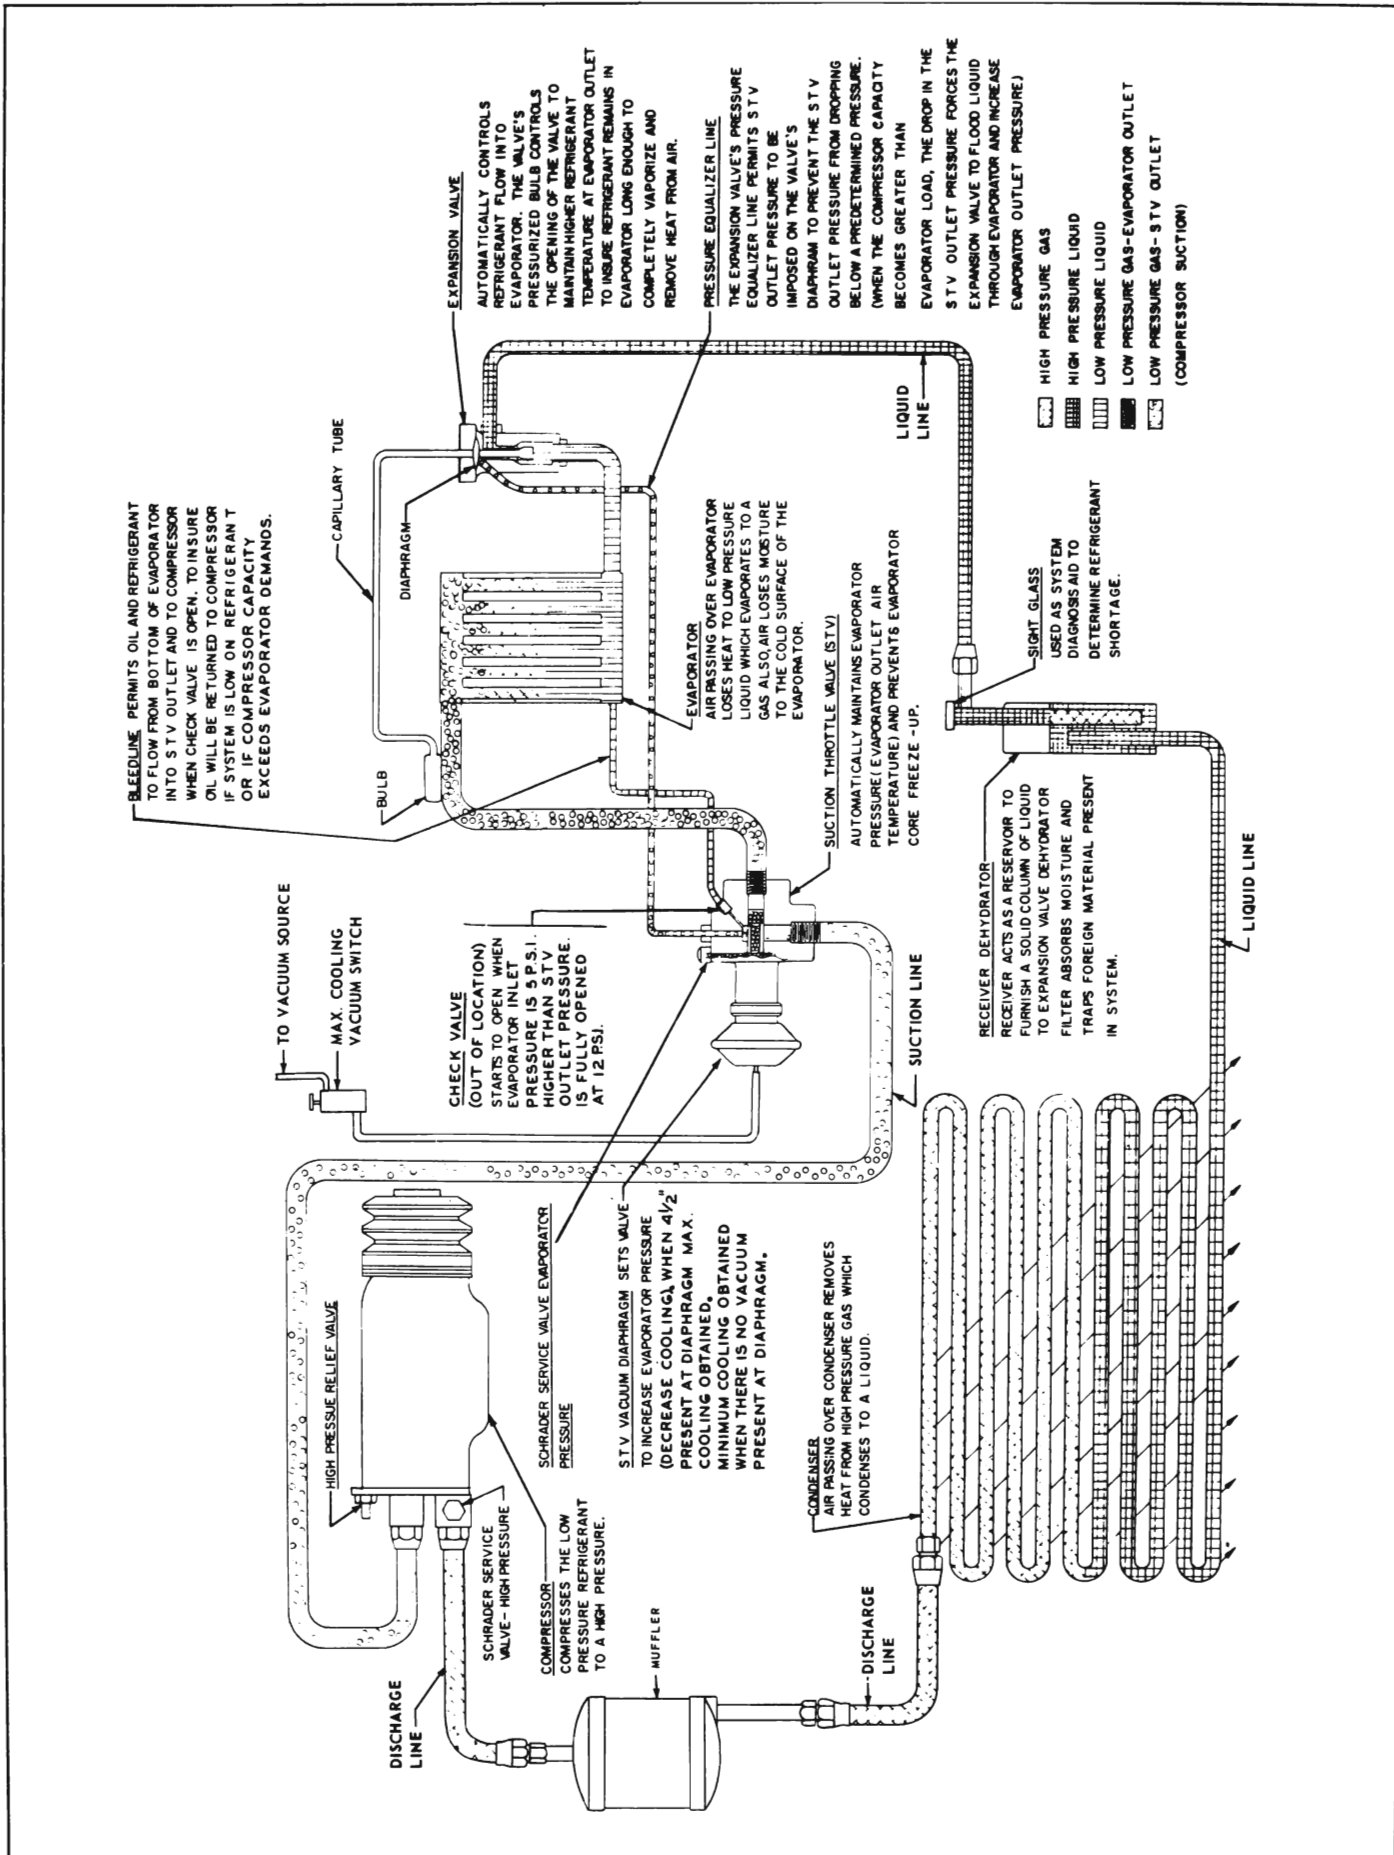 BLEEDLINE PERMITS OIL AND REFRIGERANT
TO FLOW FROM BOTTOM OF EVAPORATOR
INTO STV OUTLET AND TO COMPRESSOR
WHEN CHECK VALVE IS OPEN. TO INSURE
OIL WILL BE RETURNED TO COMPRESSOR
IF SYSTEM IS LOW ON REFRIGERANT
OR IF COMPRESSOR CAPACITY
EXCEEDS EVAPORATOR DEMANDS.
CAPILLARY TUBE
BULB
DIAPHRAGM
EXPANSION VALVE
AUTOMATICALLY CONTROLS
REFRIGERANT FLOW INTO
EVAPORATOR. THE VALVE'S
PRESSURIZED BULB CONTROLS
THE OPENING OF THE VALVE TO
MAINTAIN HIGHER REFRIGERANT
TEMPERATURE AT EVAPORATOR OUTLET
TO INSURE REFRIGERANT REMAINS IN
EVAPORATOR LONG ENOUGH TO
COMPLETELY VAPORIZE AND
REMOVE HEAT FROM AIR.
PRESSURE EQUALIZER LINE
THE EXPANSION VALVE'S PRESSURE
EQUALIZER LINE PERMITS STV
OUTLET PRESSURE TO BE
IMPOSED ON THE VALVE'S
DIAPHRAM TO PREVENT THE STV
OUTLET PRESSURE FROM DROPPING
BELOW A PREDETERMINED PRESSURE.
(WHEN THE COMPRESSOR CAPACITY
BECOMES GREATER THAN
EVAPORATOR LOAD, THE DROP IN THE
STV OUTLET PRESSURE FORCES THE
EXPANSION VALVE TO FLOOD LIQUID
THROUGH EVAPORATOR AND INCREASE
EVAPORATOR OUTLET PRESSURE)
TO VACUUM SOURCE
MAX. COOLING
VACUUM SWITCH
CHECK VALVE
(OUT OF LOCATION)
STARTS TO OPEN WHEN
EVAPORATOR INLET
PRESSURE IS 5 P.S.I.
HIGHER THAN STV
OUTLET PRESSURE.
IS FULLY OPENED
AT 12 P.S.I.
EVAPORATOR
AIR PASSING OVER EVAPORATOR
LOSES HEAT TO LOW PRESSURE
LIQUID WHICH EVAPORATES TO A
GAS ALSO, AIR LOSES MOISTURE
TO THE COLD SURFACE OF THE
EVAPORATOR.
SUCTION THROTTLE VALVE (STV)
AUTOMATICALLY MAINTAINS EVAPORATOR
PRESSURE(EVAPORATOR OUTLET AIR
TEMPERATURE) AND PREVENTS EVAPORATOR
CORE FREEZE-UP.
LIQUID
LINE
HIGH PRESSURE GAS
HIGH PRESSURE LIQUID
LOW PRESSURE LIQUID
LOW PRESSURE GAS-EVAPORATOR OUTLET
LOW PRESSURE GAS-STV OUTLET
(COMPRESSOR SUCTION)
SIGHT GLASS
USED AS SYSTEM
DIAGNOSIS AID TO
DETERMINE REFRIGERANT
SHORTAGE.
RECEIVER DEHYDRATOR
RECEIVER ACTS AS A RESERVOIR TO
FURNISH A SOLID COLUMN OF LIQUID
TO EXPANSION VALVE DEHYDRATOR
FILTER ABSORBS MOISTURE AND
TRAPS FOREIGN MATERIAL PRESENT
IN SYSTEM.
LIQUID LINE
SUCTION LINE
HIGH PRESSUE RELIEF VALVE
SCHRADER SERVICE VALVE EVAPORATOR
PRESSURE
STV VACUUM DIAPHRAGM SETS VALVE
TO INCREASE EVAPORATOR PRESSURE
(DECREASE COOLING), WHEN 4½"
PRESENT AT DIAPHRAGM MAX.
COOLING OBTAINED.
MINIMUM COOLING OBTAINED
WHEN THERE IS NO VACUUM
PRESENT AT DIAPHRAGM.
SCHRADER SERVICE
VALVE-HIGH PRESSURE
COMPRESSOR
COMPRESSES THE LOW
PRESSURE REFRIGERANT
TO A HIGH PRESSURE.
CONDENSER
AIR PASSING OVER CONDENSER REMOVES
HEAT FROM HIGH PRESSURE GAS WHICH
CONDENSES TO A LIQUID.
DISCHARGE
LINE
MUFFLER
DISCHARGE
LINE